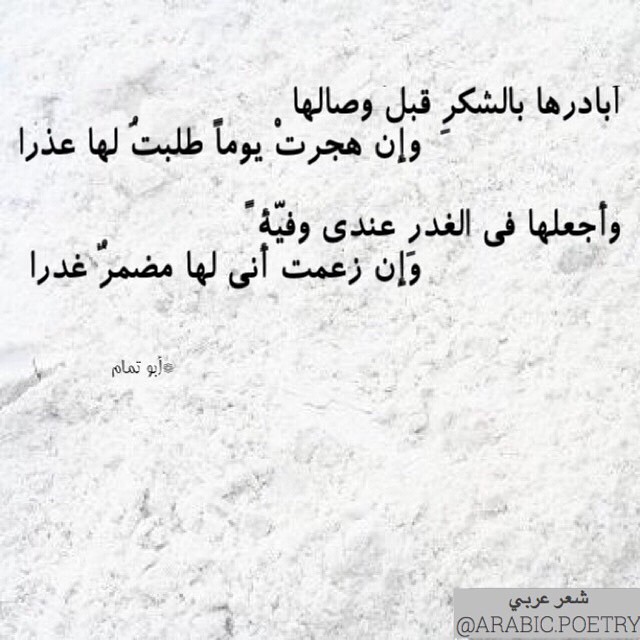 أبادرها بالشكرِ قبل وصالها
وإن هجرتْ يوماً طلبتُ لها عذرا
وأجعلها فى الغدرِ عندى وفيّةً
وَإن زعمت أنى لها مضمرٌ غدرا
*أبو تمام
شعر عربي
@ARABIC.POETRY